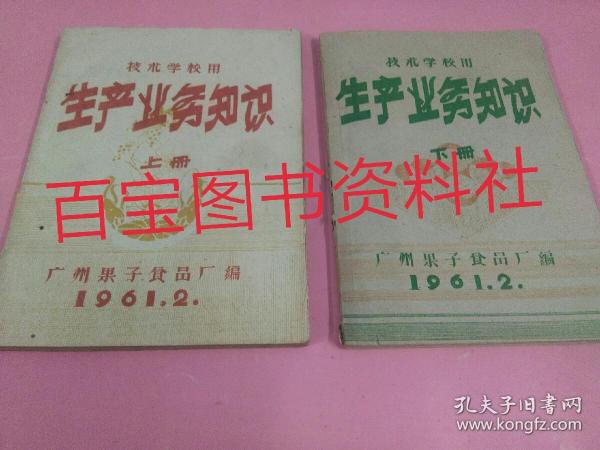 技术学校用
生产业务知识
上册
广州果子食品厂编
1961.2.
技术学校用
生产业务知识
下册
广州果子食品厂编
1961.2.
百宝图书资料社
孔夫子旧书网
www.kongfz.com